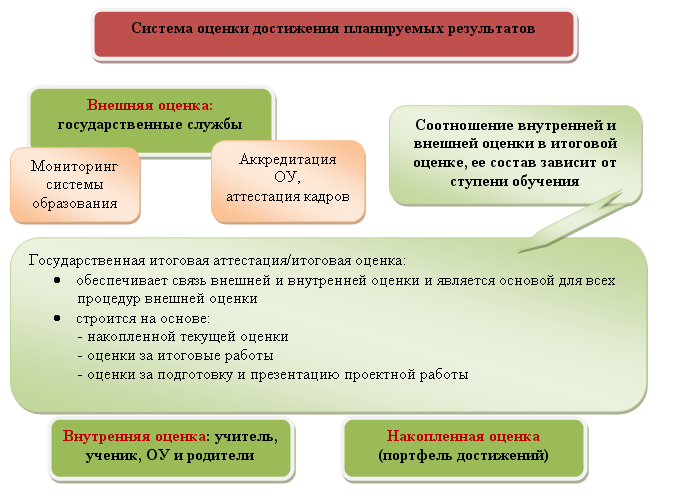 Система оценки достижения планируемых результатов
Внешняя оценка:
государственные службы
Мониторинг
системы
образования
Аккредитация
ОУ,
аттестация кадров
Соотношение внутренней и
внешней оценки в итоговой
оценке, ее состав зависит от
ступени обучения
Государственная итоговая аттестация/итоговая оценка:
● обеспечивает связь внешней и внутренней оценки и является основой для всех
процедур внешней оценки
● строится на основе:
- накопленной текущей оценки
- оценки за итоговые работы
- оценки за подготовку и презентацию проектной работы
Внутренняя оценка: учитель,
ученик, ОУ и родители
Накопленная оценка
(портфель достижений)